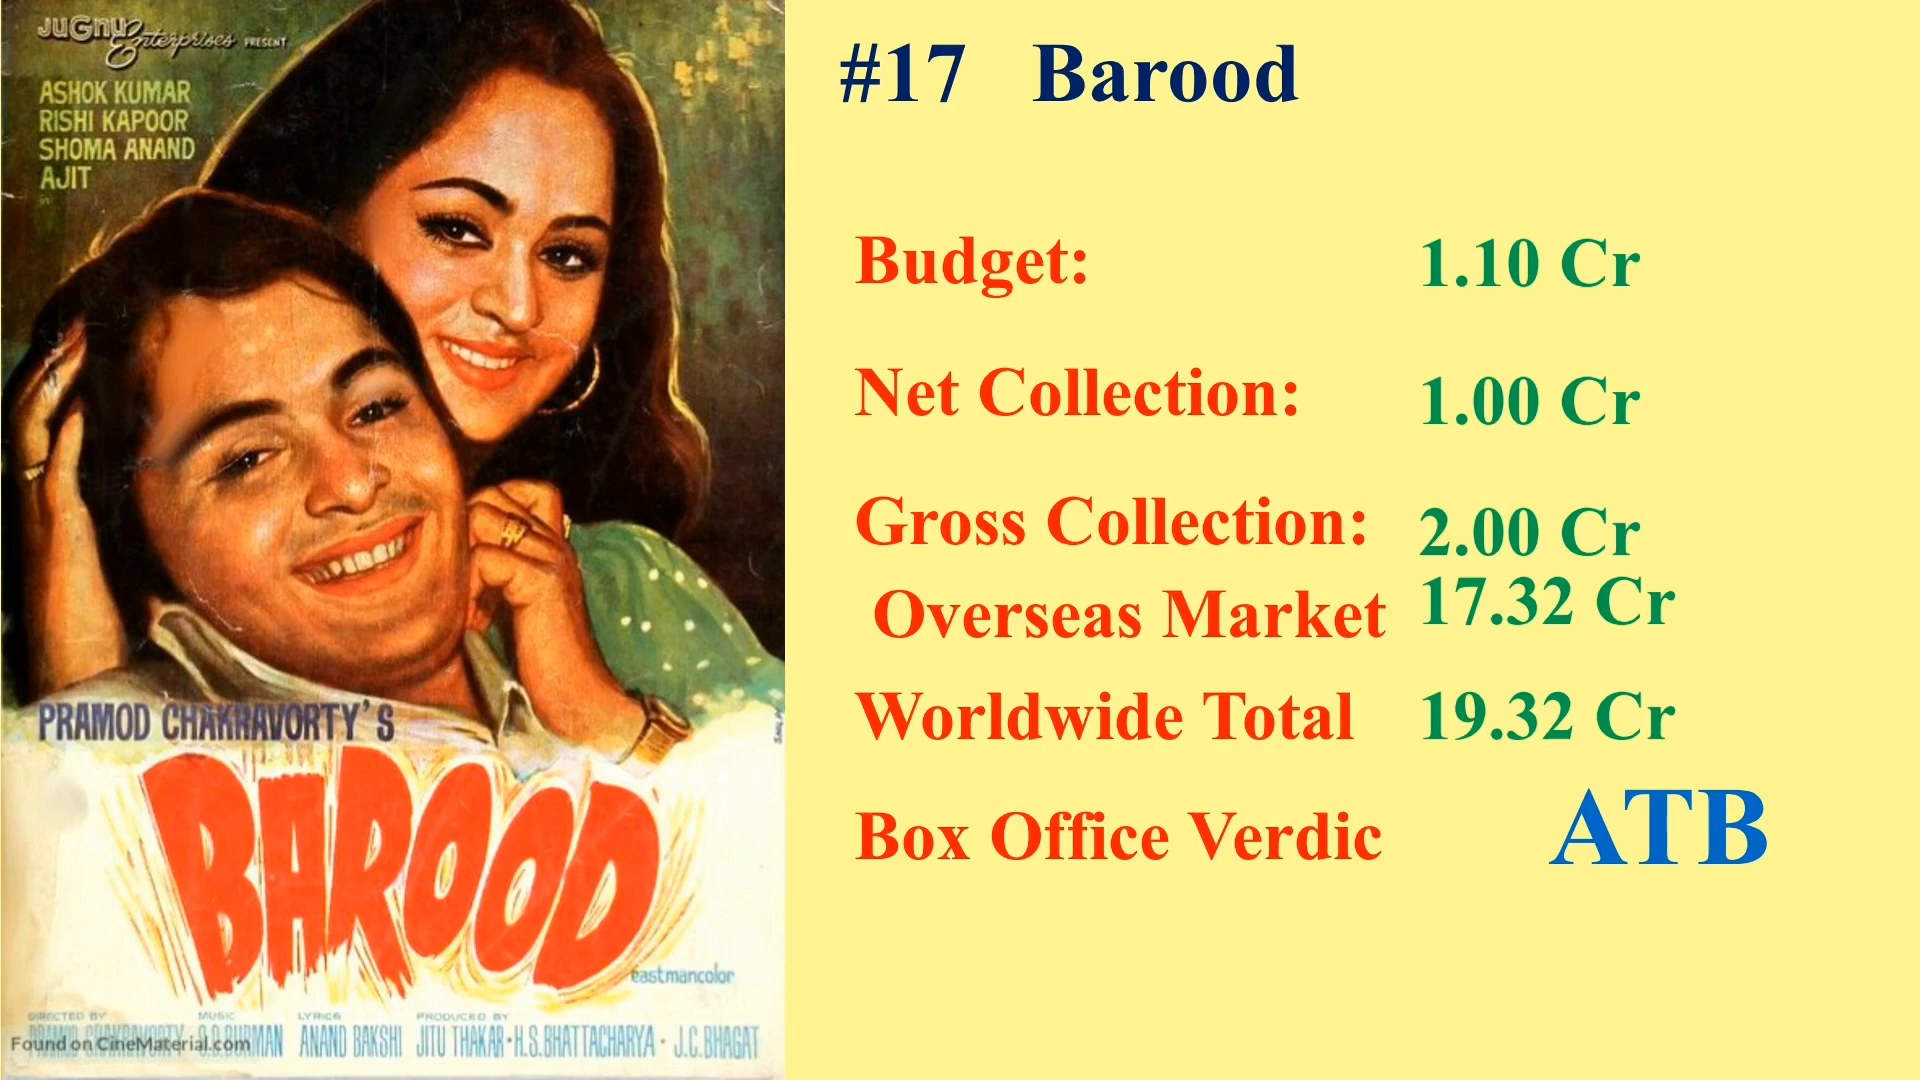 JUGNU Enterprises PRESENT
ASHOK KUMAR
RISHI KAPOOR
SHOMA ANAND
AJIT
PRAMOD CHAKRAVORTY'S
BAROOD
eastmancolor
DIRECTED BY MUSIC LYRICS PRODUCED BY
PRAMOD CHAKRAVORTY S.D.BURMAN ANAND BAKSHI JITU THAKAR • H.S.BHATTACHARYA • J.C.BHAGAT
Found on CineMaterial.com
#17 Barood
Budget: 1.10 Cr
Net Collection: 1.00 Cr
Gross Collection: 2.00 Cr
Overseas Market 17.32 Cr
Worldwide Total 19.32 Cr
Box Office Verdic ATB